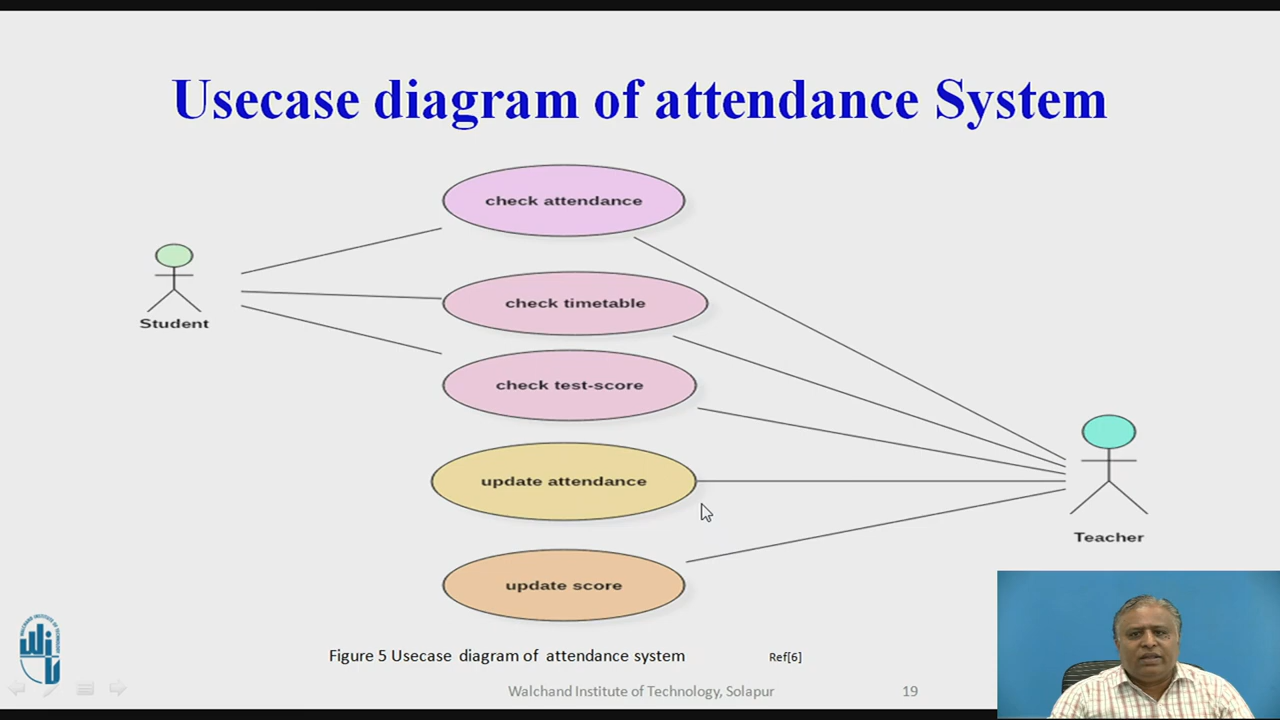 Usecase diagram of attendance System
check attendance
check timetable
Student
check test-score
update attendance
Teacher
update score
Figure 5 Usecase diagram of attendance system
Ref[6]
Walchand Institute of Technology, Solapur
19